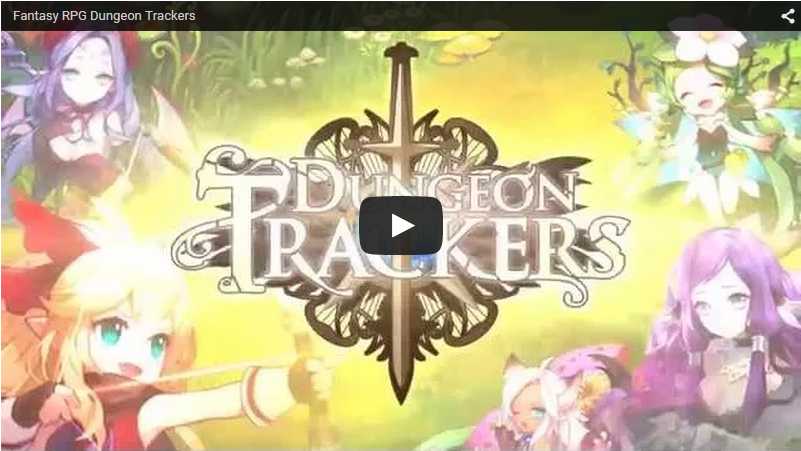 Fantasy RPG Dungeon Trackers
DUNGEON
TRACKERS